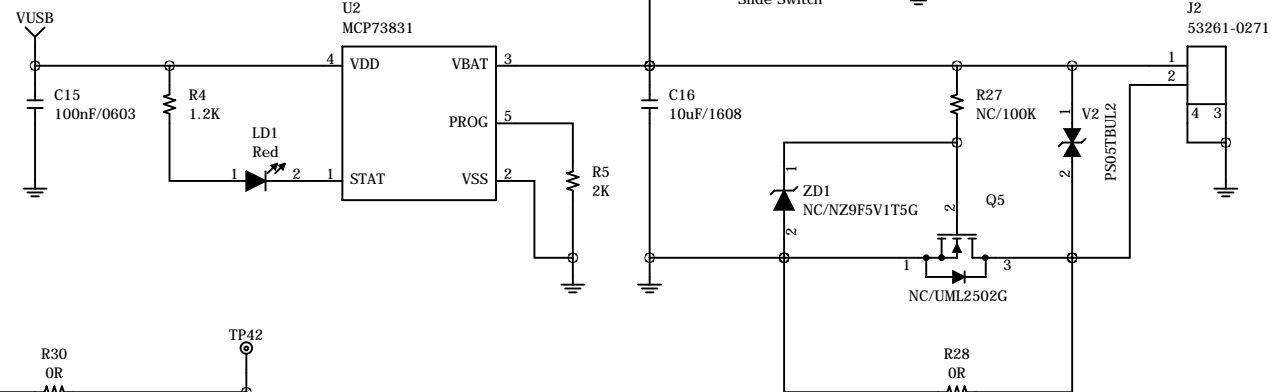 Slide Switch
VUSB
U2
MCP73831
J2
53261-0271
4 VDD
VBAT 3
1
2
C15
100nF/0603
R4
1.2K
C16
10uF/1608
R27
NC/100K
1
V2
PS05TBUL2
4 3
PROG 5
LD1
Red
1 2
1 STAT
VSS 2
R5
2K
1
ZD1
NC/NZ9F5V1T5G
2
2
Q5
2
1 3
NC/UML2502G
TP42
R30
0R
R28
0R